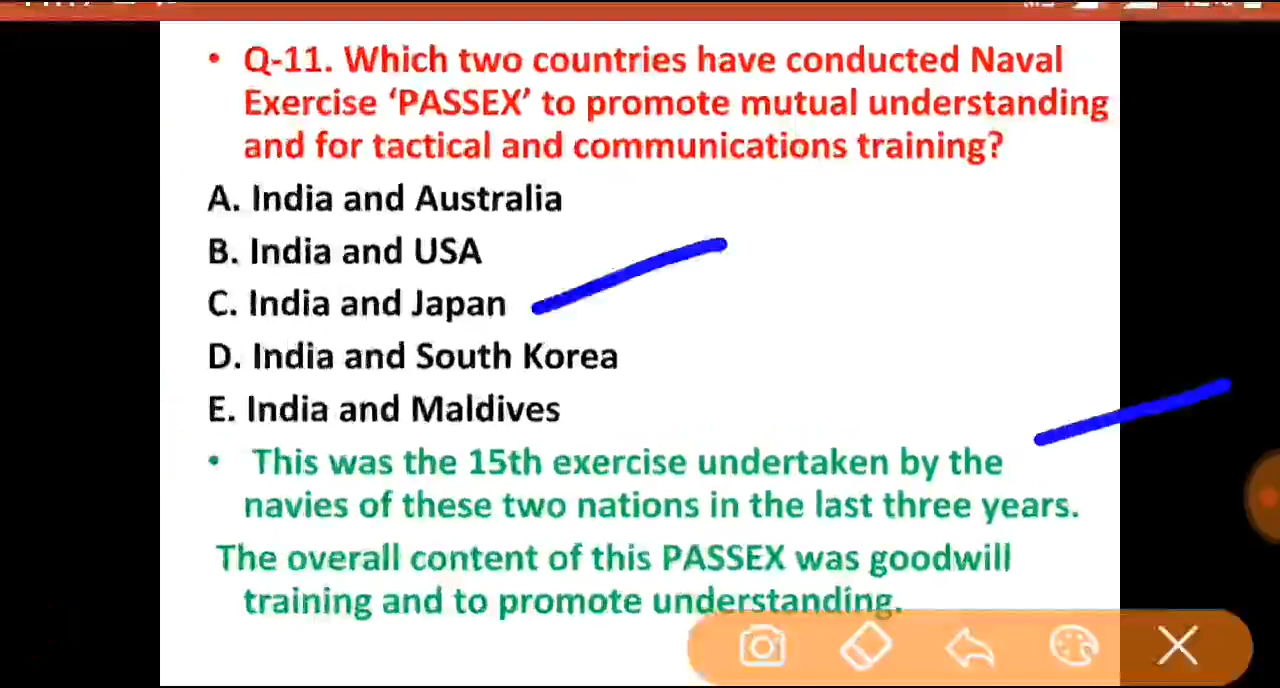 • Q-11. Which two countries have conducted Naval
Exercise ‘PASSEX’ to promote mutual understanding
and for tactical and communications training?
A. India and Australia
B. India and USA
C. India and Japan
D. India and South Korea
E. India and Maldives
• This was the 15th exercise undertaken by the
navies of these two nations in the last three years.
The overall content of this PASSEX was goodwill
training and to promote understanding.